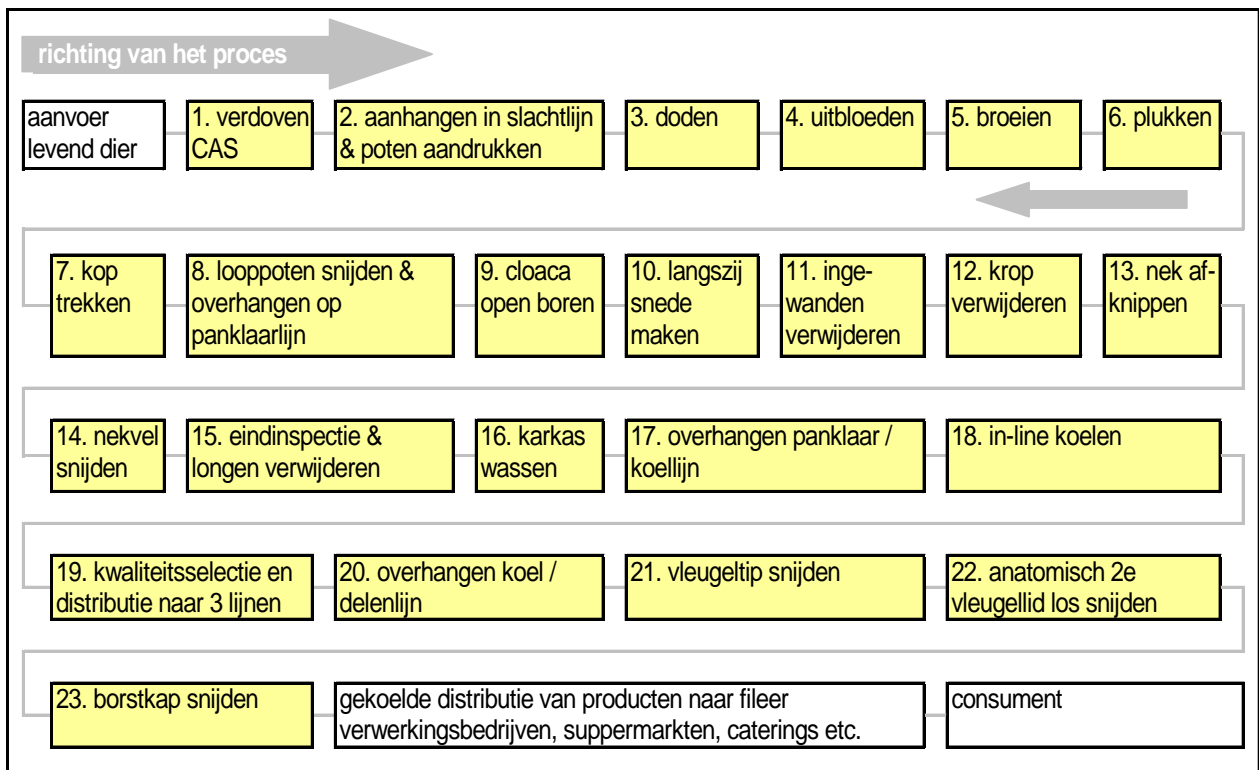 richting van het proces
aanvoer
levend dier
1. verdoven
CAS
2. aanhangen in slachtlijn
& poten aandrukken
3. doden
4. uitbloeden
5. broeien
6. plukken
7. kop
trekken
8. looppoten snijden &
overhangen op
panklaarlijn
9. cloaca
open boren
10. langszij
snede
maken
11. inge-
wanden
verwijderen
12. krop
verwijderen
13. nek af-
knippen
14. nekvel
snijden
15. eindinspectie &
longen verwijderen
16. karkas
wassen
17. overhangen panklaar /
koellijn
18. in-line koelen
19. kwaliteitsselectie en
distributie naar 3 lijnen
20. overhangen koel /
delenlijn
21. vleugeltip snijden
22. anatomisch 2e
vleugellid los snijden
23. borstkap snijden
gekoelde distributie van producten naar fileer
verwerkingsbedrijven, suppermarkten, caterings etc.
consument